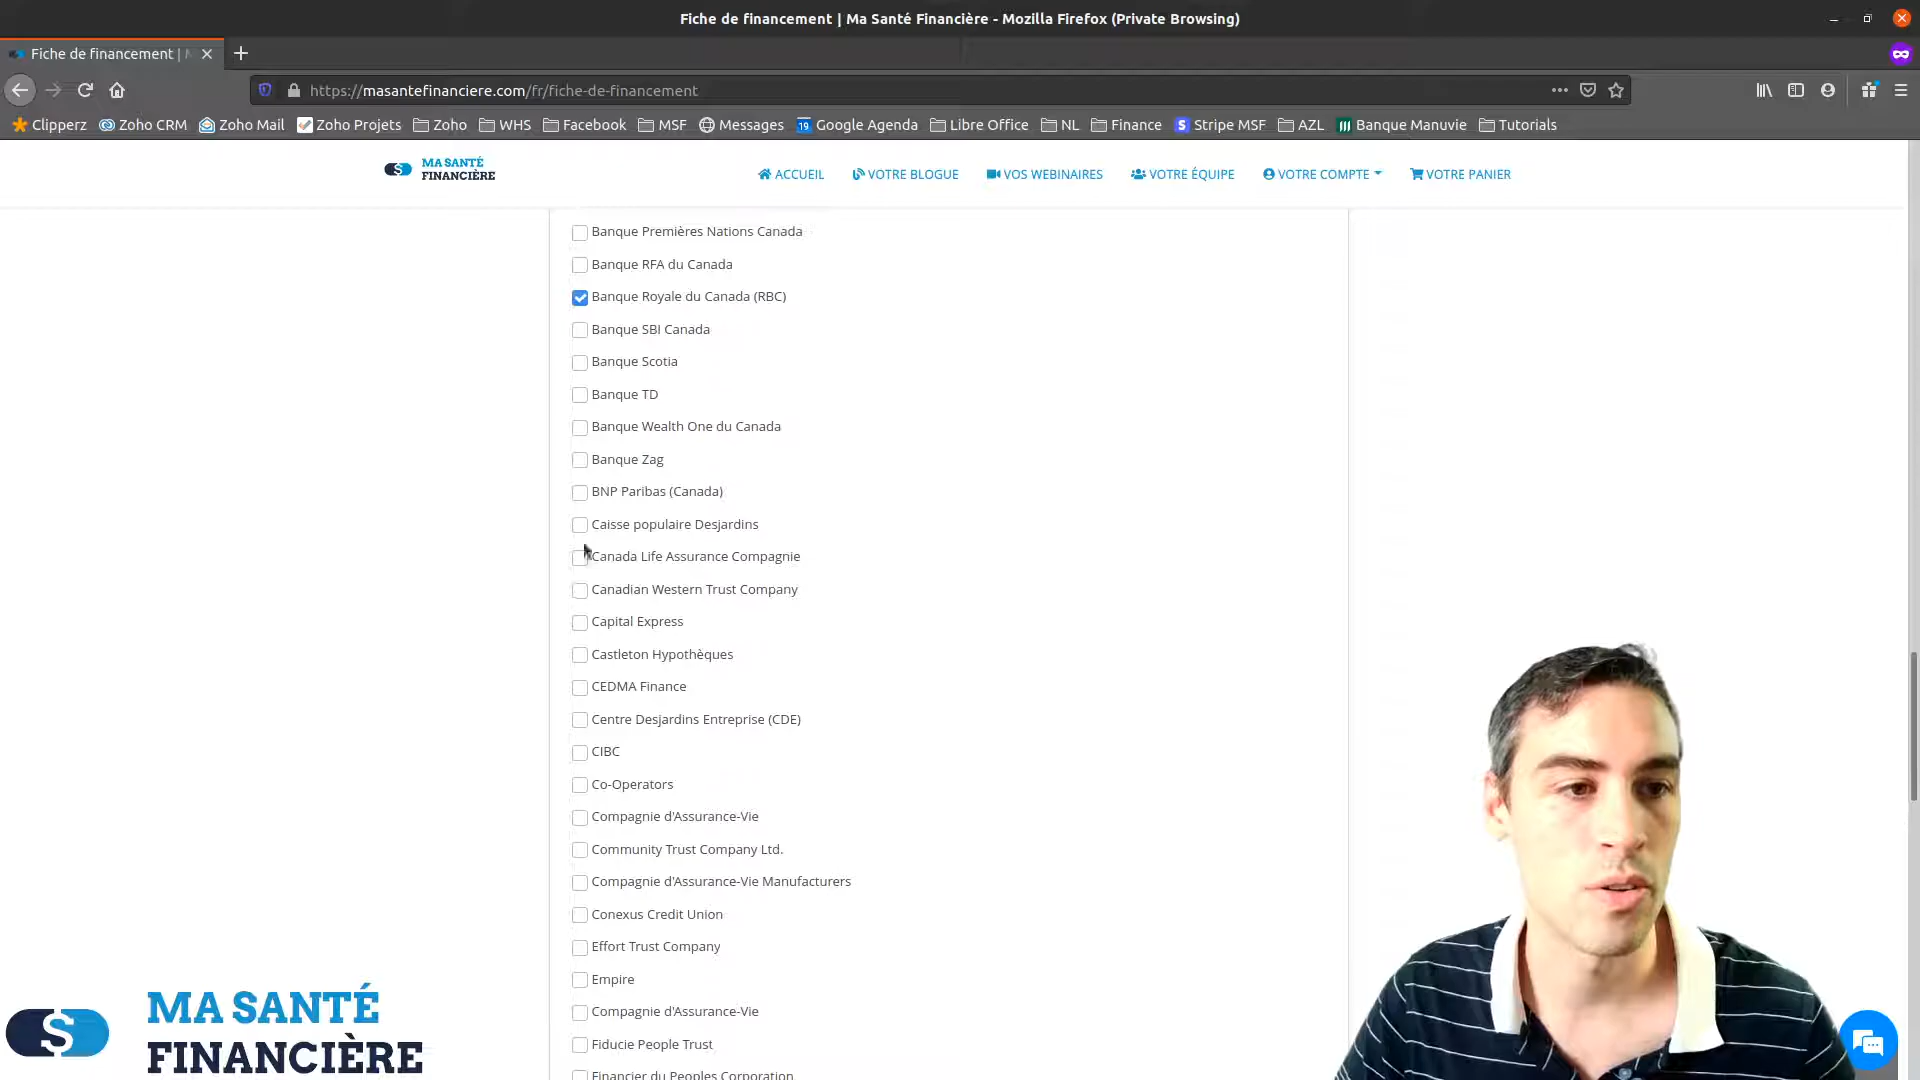 Fiche de financement | Ma Santé Financière - Mozilla Firefox (Private Browsing)
Fiche de financement | M
https://masantefinanciere.com/fr/fiche-de-financement
Clipperz Zoho CRM Zoho Mail Zoho Projets Zoho WHS Facebook MSF Messages 19 Google Agenda Libre Office NL Finance S Stripe MSF AZL Banque Manuvie Tutorials
MA SANTÉ
FINANCIÈRE
ACCUEIL VOTRE BLOGUE VOS WEBINAIRES VOTRE ÉQUIPE VOTRE COMPTE VOTRE PANIER
Banque Premières Nations Canada
Banque RFA du Canada
Banque Royale du Canada (RBC)
Banque SBI Canada
Banque Scotia
Banque TD
Banque Wealth One du Canada
Banque Zag
BNP Paribas (Canada)
Caisse populaire Desjardins
Canada Life Assurance Compagnie
Canadian Western Trust Company
Capital Express
Castleton Hypothèques
CEDMA Finance
Centre Desjardins Entreprise (CDE)
CIBC
Co-Operators
Compagnie d'Assurance-Vie
Community Trust Company Ltd.
Compagnie d'Assurance-Vie Manufacturers
Conexus Credit Union
Effort Trust Company
Empire
Compagnie d'Assurance-Vie
Fiducie People Trust
Financier du Peoples Corporation
S MA SANTÉ
FINANCIÈRE